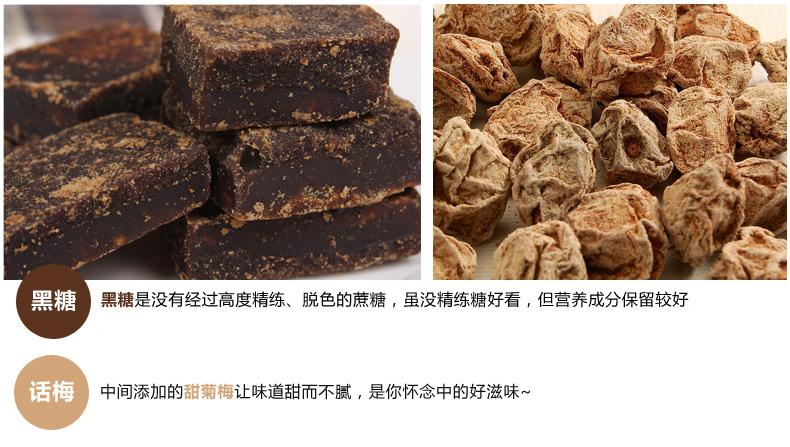 黑糖
黑糖是没有经过高度精练、脱色的蔗糖，虽没精练糖好看，但营养成分保留较好
话梅
中间添加的甜菊梅让味道甜而不腻，是你怀念中的好滋味~